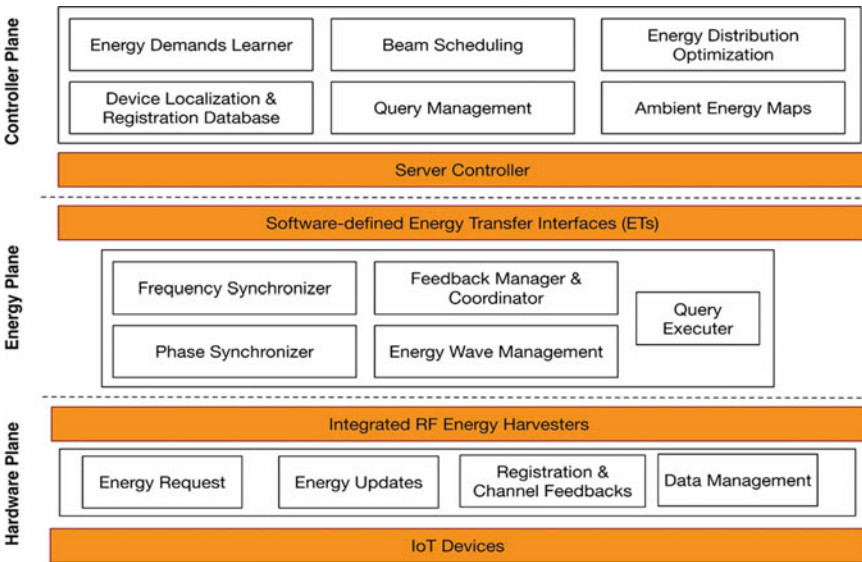 Controller Plane
Energy Demands Learner
Beam Scheduling
Energy Distribution
Optimization
Device Localization &
Registration Database
Query Management
Ambient Energy Maps
Server Controller
Energy Plane
Software-defined Energy Transfer Interfaces (ETs)
Frequency Synchronizer
Feedback Manager &
Coordinator
Query
Executer
Phase Synchronizer
Energy Wave Management
Hardware Plane
Integrated RF Energy Harvesters
Energy Request
Energy Updates
Registration &
Channel Feedbacks
Data Management
IoT Devices